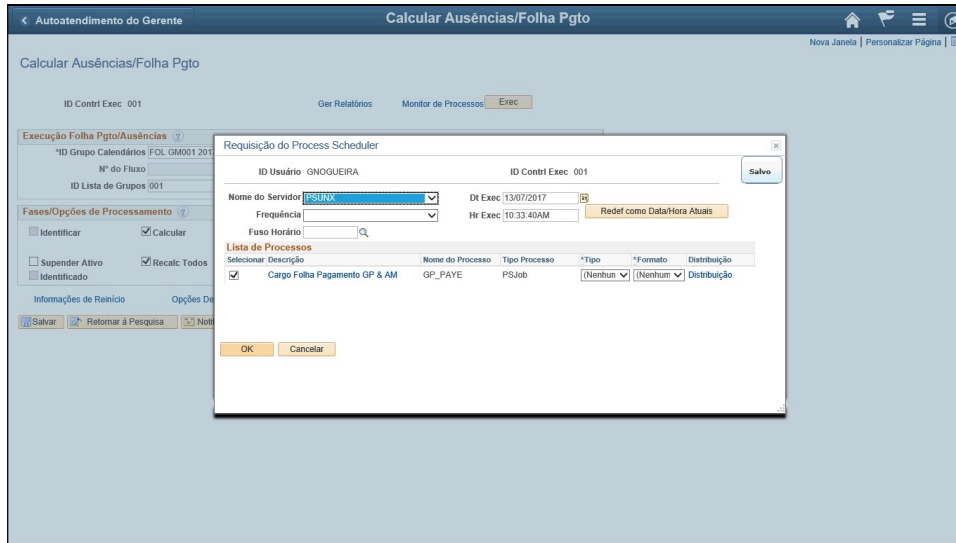 Autoatendimento do Gerente
Calcular Ausências/Folha Pgto
Nova Janela | Personalizar Página |
Calcular Ausências/Folha Pgto
ID Contrl Exec 001 Ger Relatórios Monitor de Processos Exec
Execução Folha Pgto/Ausências
*ID Grupo Calendários FOL GM001 201
Nº do Fluxo
ID Lista de Grupos 001
Fases/Opções de Processamento
Identificar Calcular
Supender Ativo Recalc Todos
Identificado
Informações de Reinício Opções De
Salvar Retornar à Pesquisa Noti
Requisição do Process Scheduler
ID Usuário GNOGUEIRA ID Contrl Exec 001 Salvo
Nome do Servidor PSUNX Dt Exec 13/07/2017
Frequência Hr Exec 10:33:40AM Redef como Data/Hora Atuais
Fuso Horário
Lista de Processos
Selecionar Descrição Nome do Processo Tipo Processo *Tipo *Formato Distribuição
Cargo Folha Pagamento GP & AM GP_PAYE PSJob (Nenhun (Nenhum Distribuição
OK Cancelar